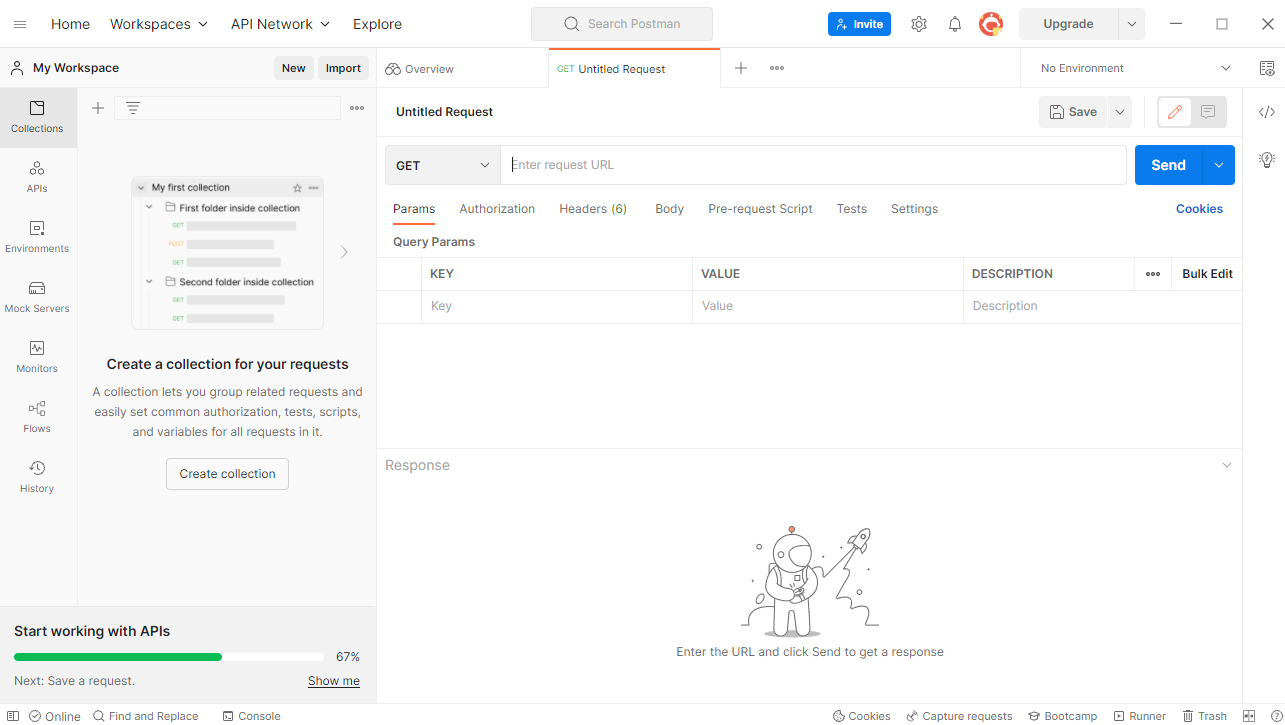 Home Workspaces API Network Explore Search Postman Invite Upgrade
My Workspace New Import Overview GET Untitled Request No Environment
Collections
APIs
Environments
Mock Servers
Monitors
Flows
History
My first collection
First folder inside collection
GET
POST
GET
Second folder inside collection
GET
GET
Create a collection for your requests
A collection lets you group related requests and
easily set common authorization, tests, scripts,
and variables for all requests in it.
Create collection
Start working with APIs
67%
Next: Save a request. Show me
Untitled Request Save
GET Enter request URL Send
Params Authorization Headers (6) Body Pre-request Script Tests Settings Cookies
Query Params
KEY VALUE DESCRIPTION Bulk Edit
Key Value Description
Response
Enter the URL and click Send to get a response
Online Find and Replace Console Cookies Capture requests Bootcamp Runner Trash